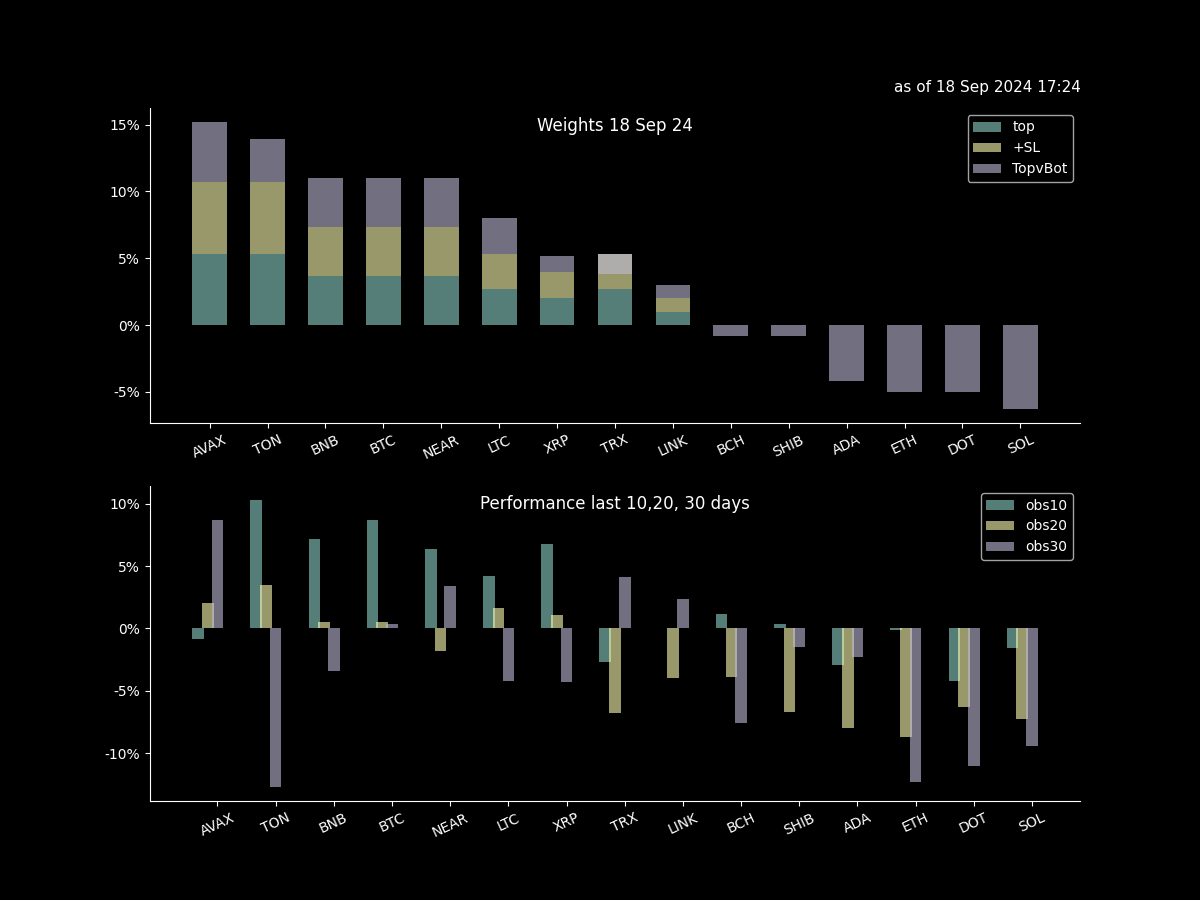 as of 18 Sep 2024 17:24
Weights 18 Sep 24
top
+SL
TopvBot
15%
10%
5%
0%
-5%
AVAX TON BNB BTC NEAR LTC XRP TRX LINK BCH SHIB ADA ETH DOT SOL
Performance last 10,20, 30 days
obs10
obs20
obs30
10%
5%
0%
-5%
-10%
AVAX TON BNB BTC NEAR LTC XRP TRX LINK BCH SHIB ADA ETH DOT SOL